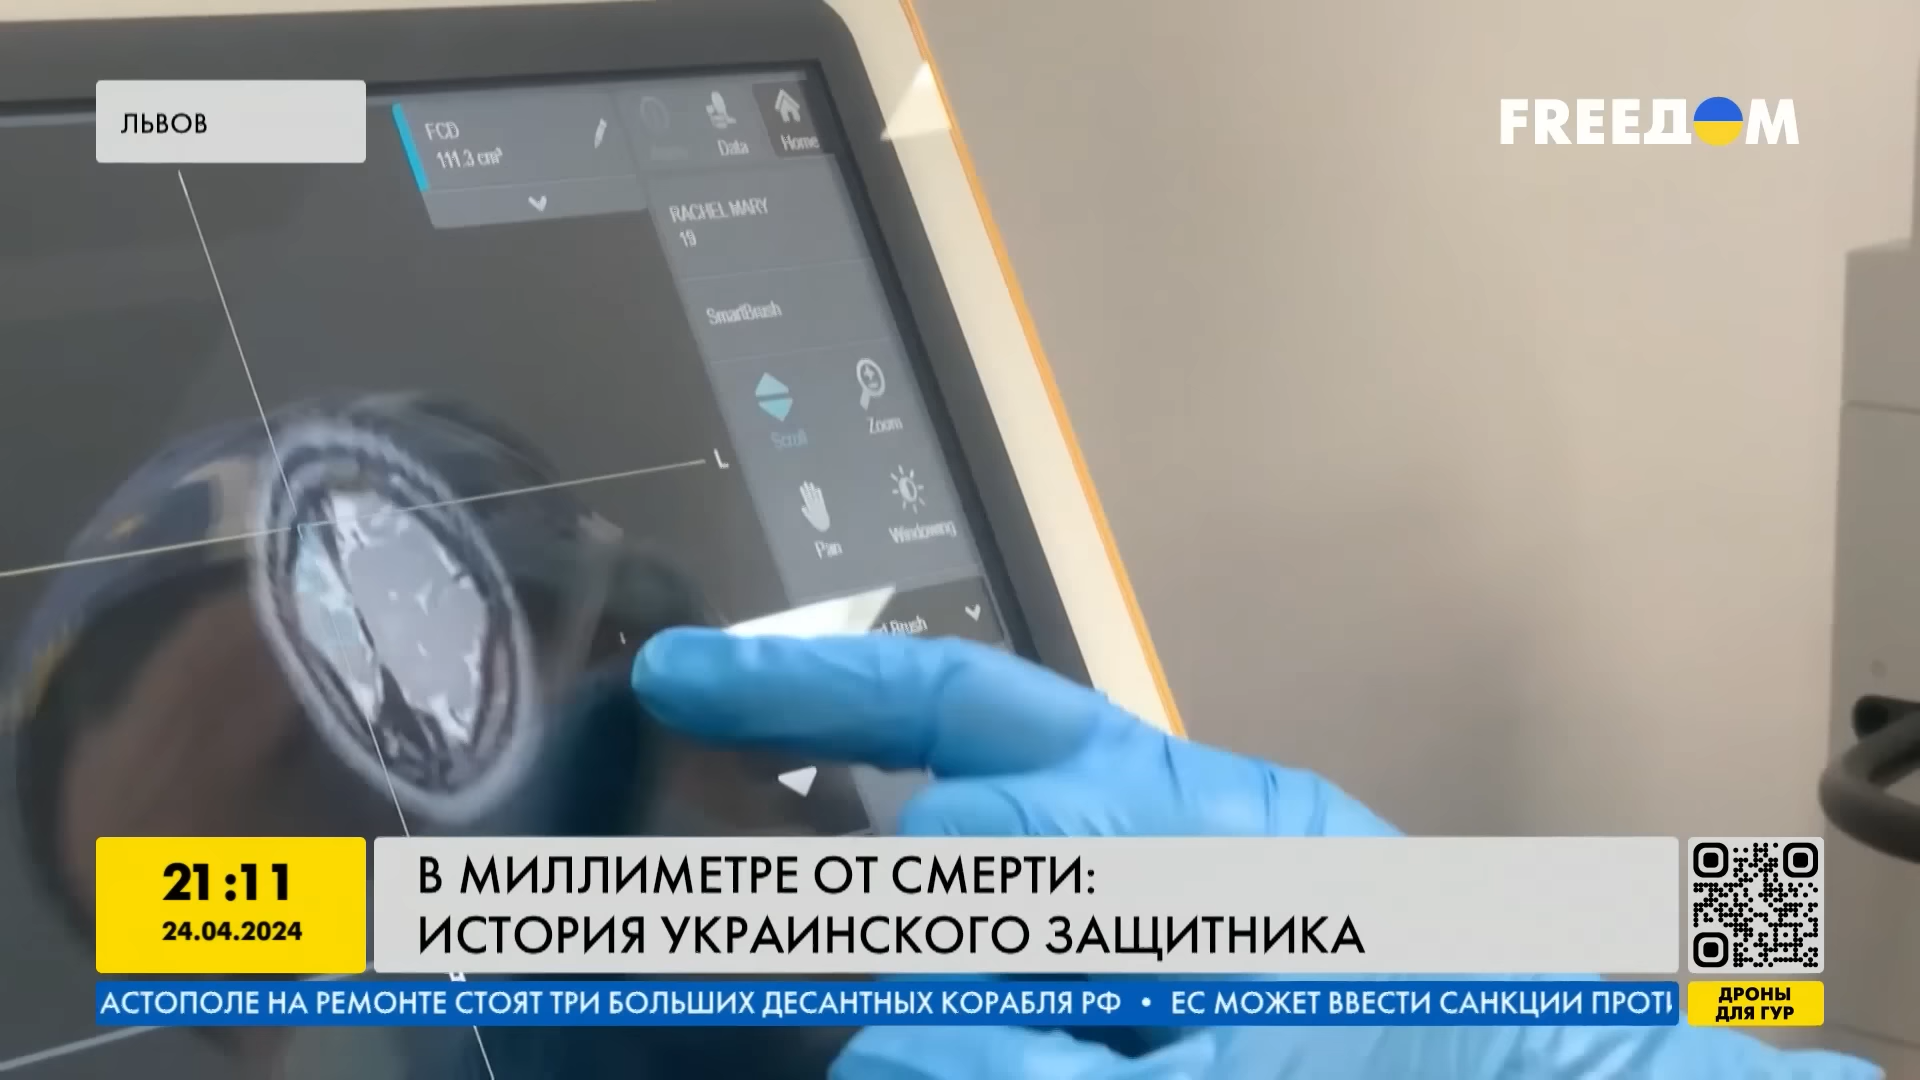 ЛЬВОВ
FREEДOM
FCD
111.3 cm³
Data
Home
RACHEL MARY
19
SmartBrush
Scroll
Zoom
L
Pan
Windowing
Brush
21:11
24.04.2024
В МИЛЛИМЕТРЕ ОТ СМЕРТИ:
ИСТОРИЯ УКРАИНСКОГО ЗАЩИТНИКА
АСТОПОЛЕ НА РЕМОНТЕ СТОЯТ ТРИ БОЛЬШИХ ДЕСАНТНЫХ КОРАБЛЯ РФ • ЕС МОЖЕТ ВВЕСТИ САНКЦИИ ПРОТИ
ДРОНЫ
ДЛЯ ГУР